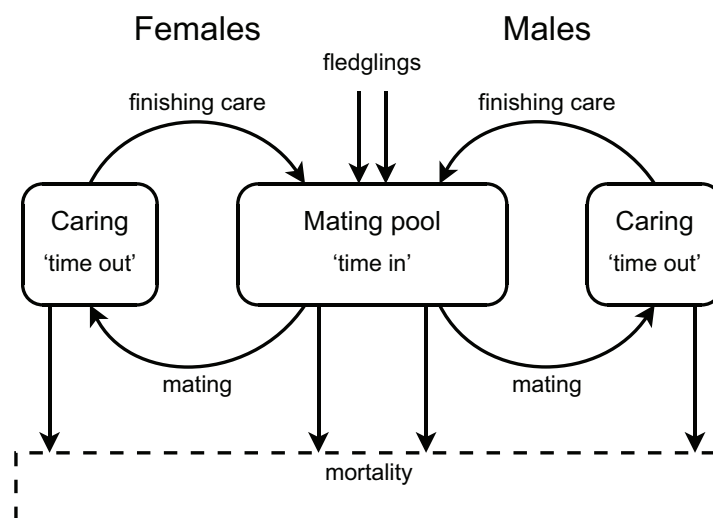 Females
Males
fledglings
finishing care
finishing care
Caring
‘time out’
Mating pool
‘time in’
Caring
‘time out’
mating
mating
mortality